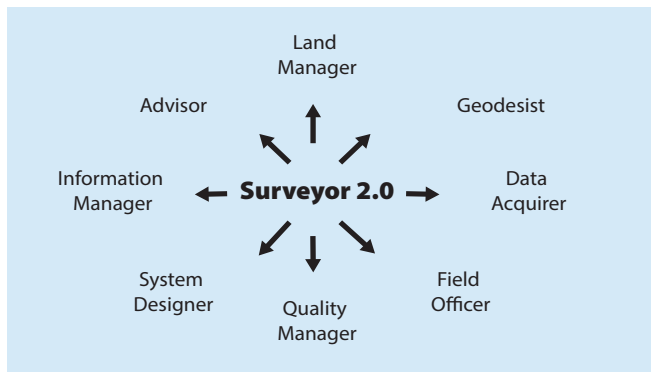 Land
Manager
Advisor
Geodesist
Information
Manager
Surveyor 2.0
Data
Acquirer
System
Designer
Field
Officer
Quality
Manager